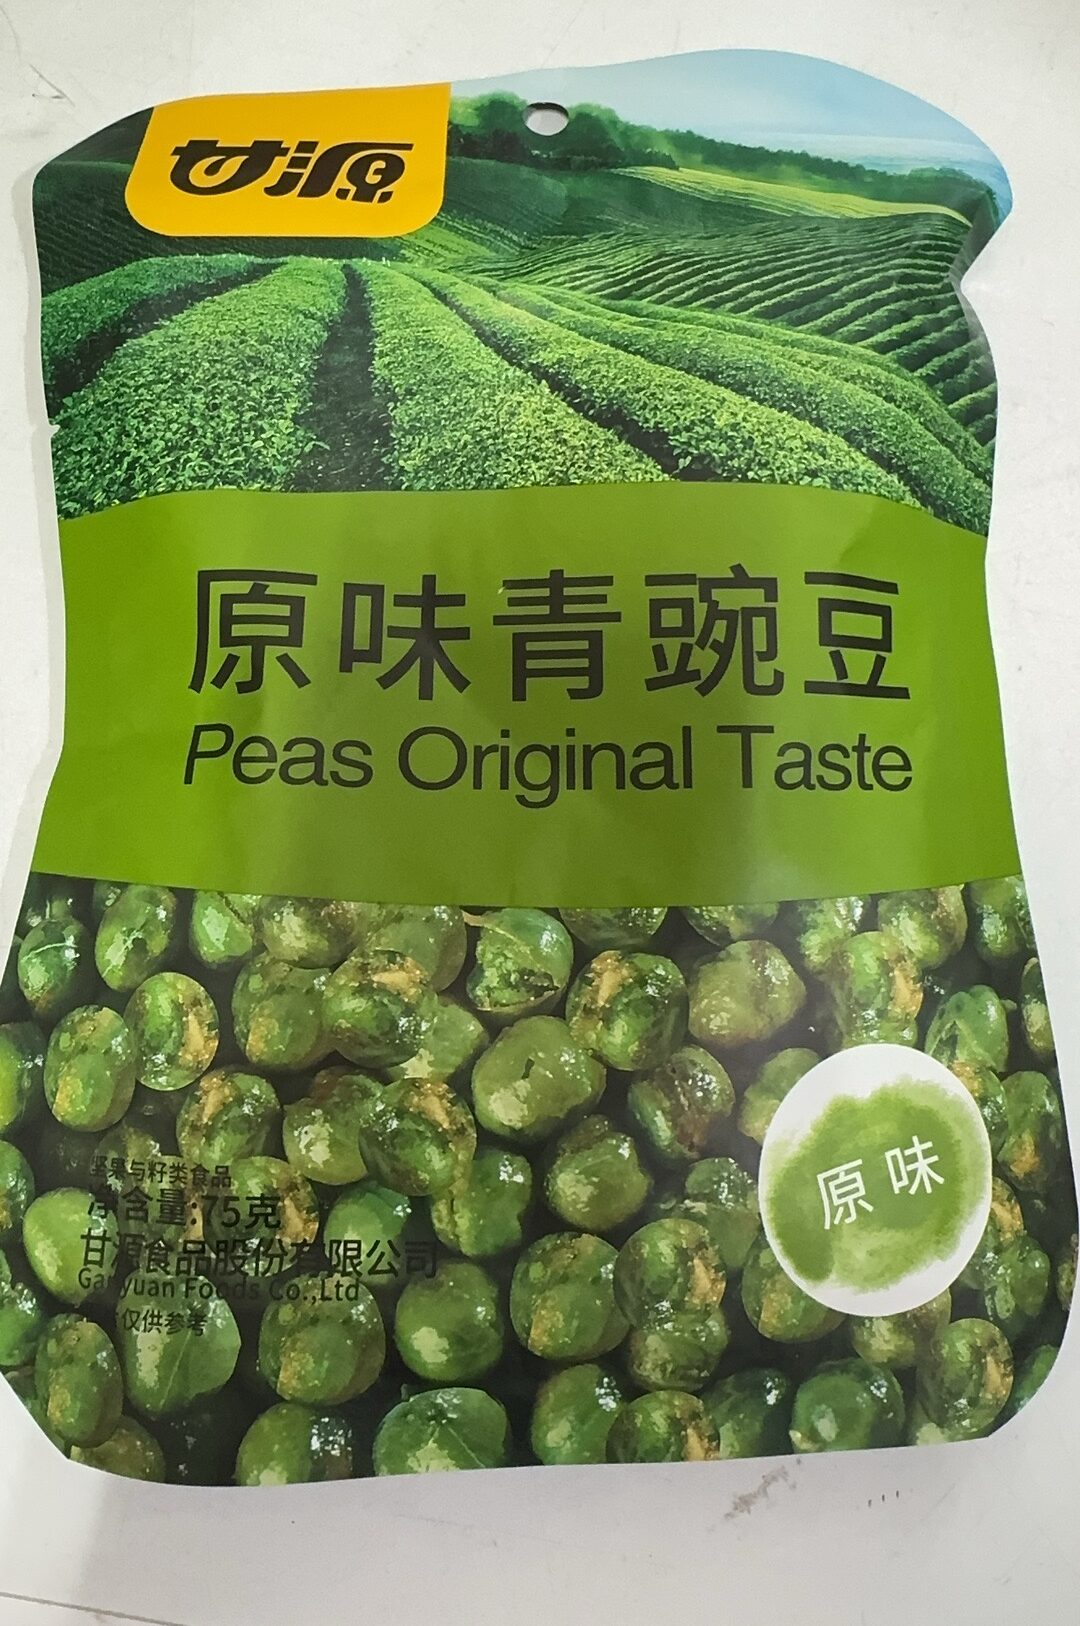 甘源
原味青豌豆
Peas Original Taste
原味
坚果与籽类食品
净含量:75克
甘源食品股份有限公司
Ganyuan Foods Co.,Ltd
仅供参考